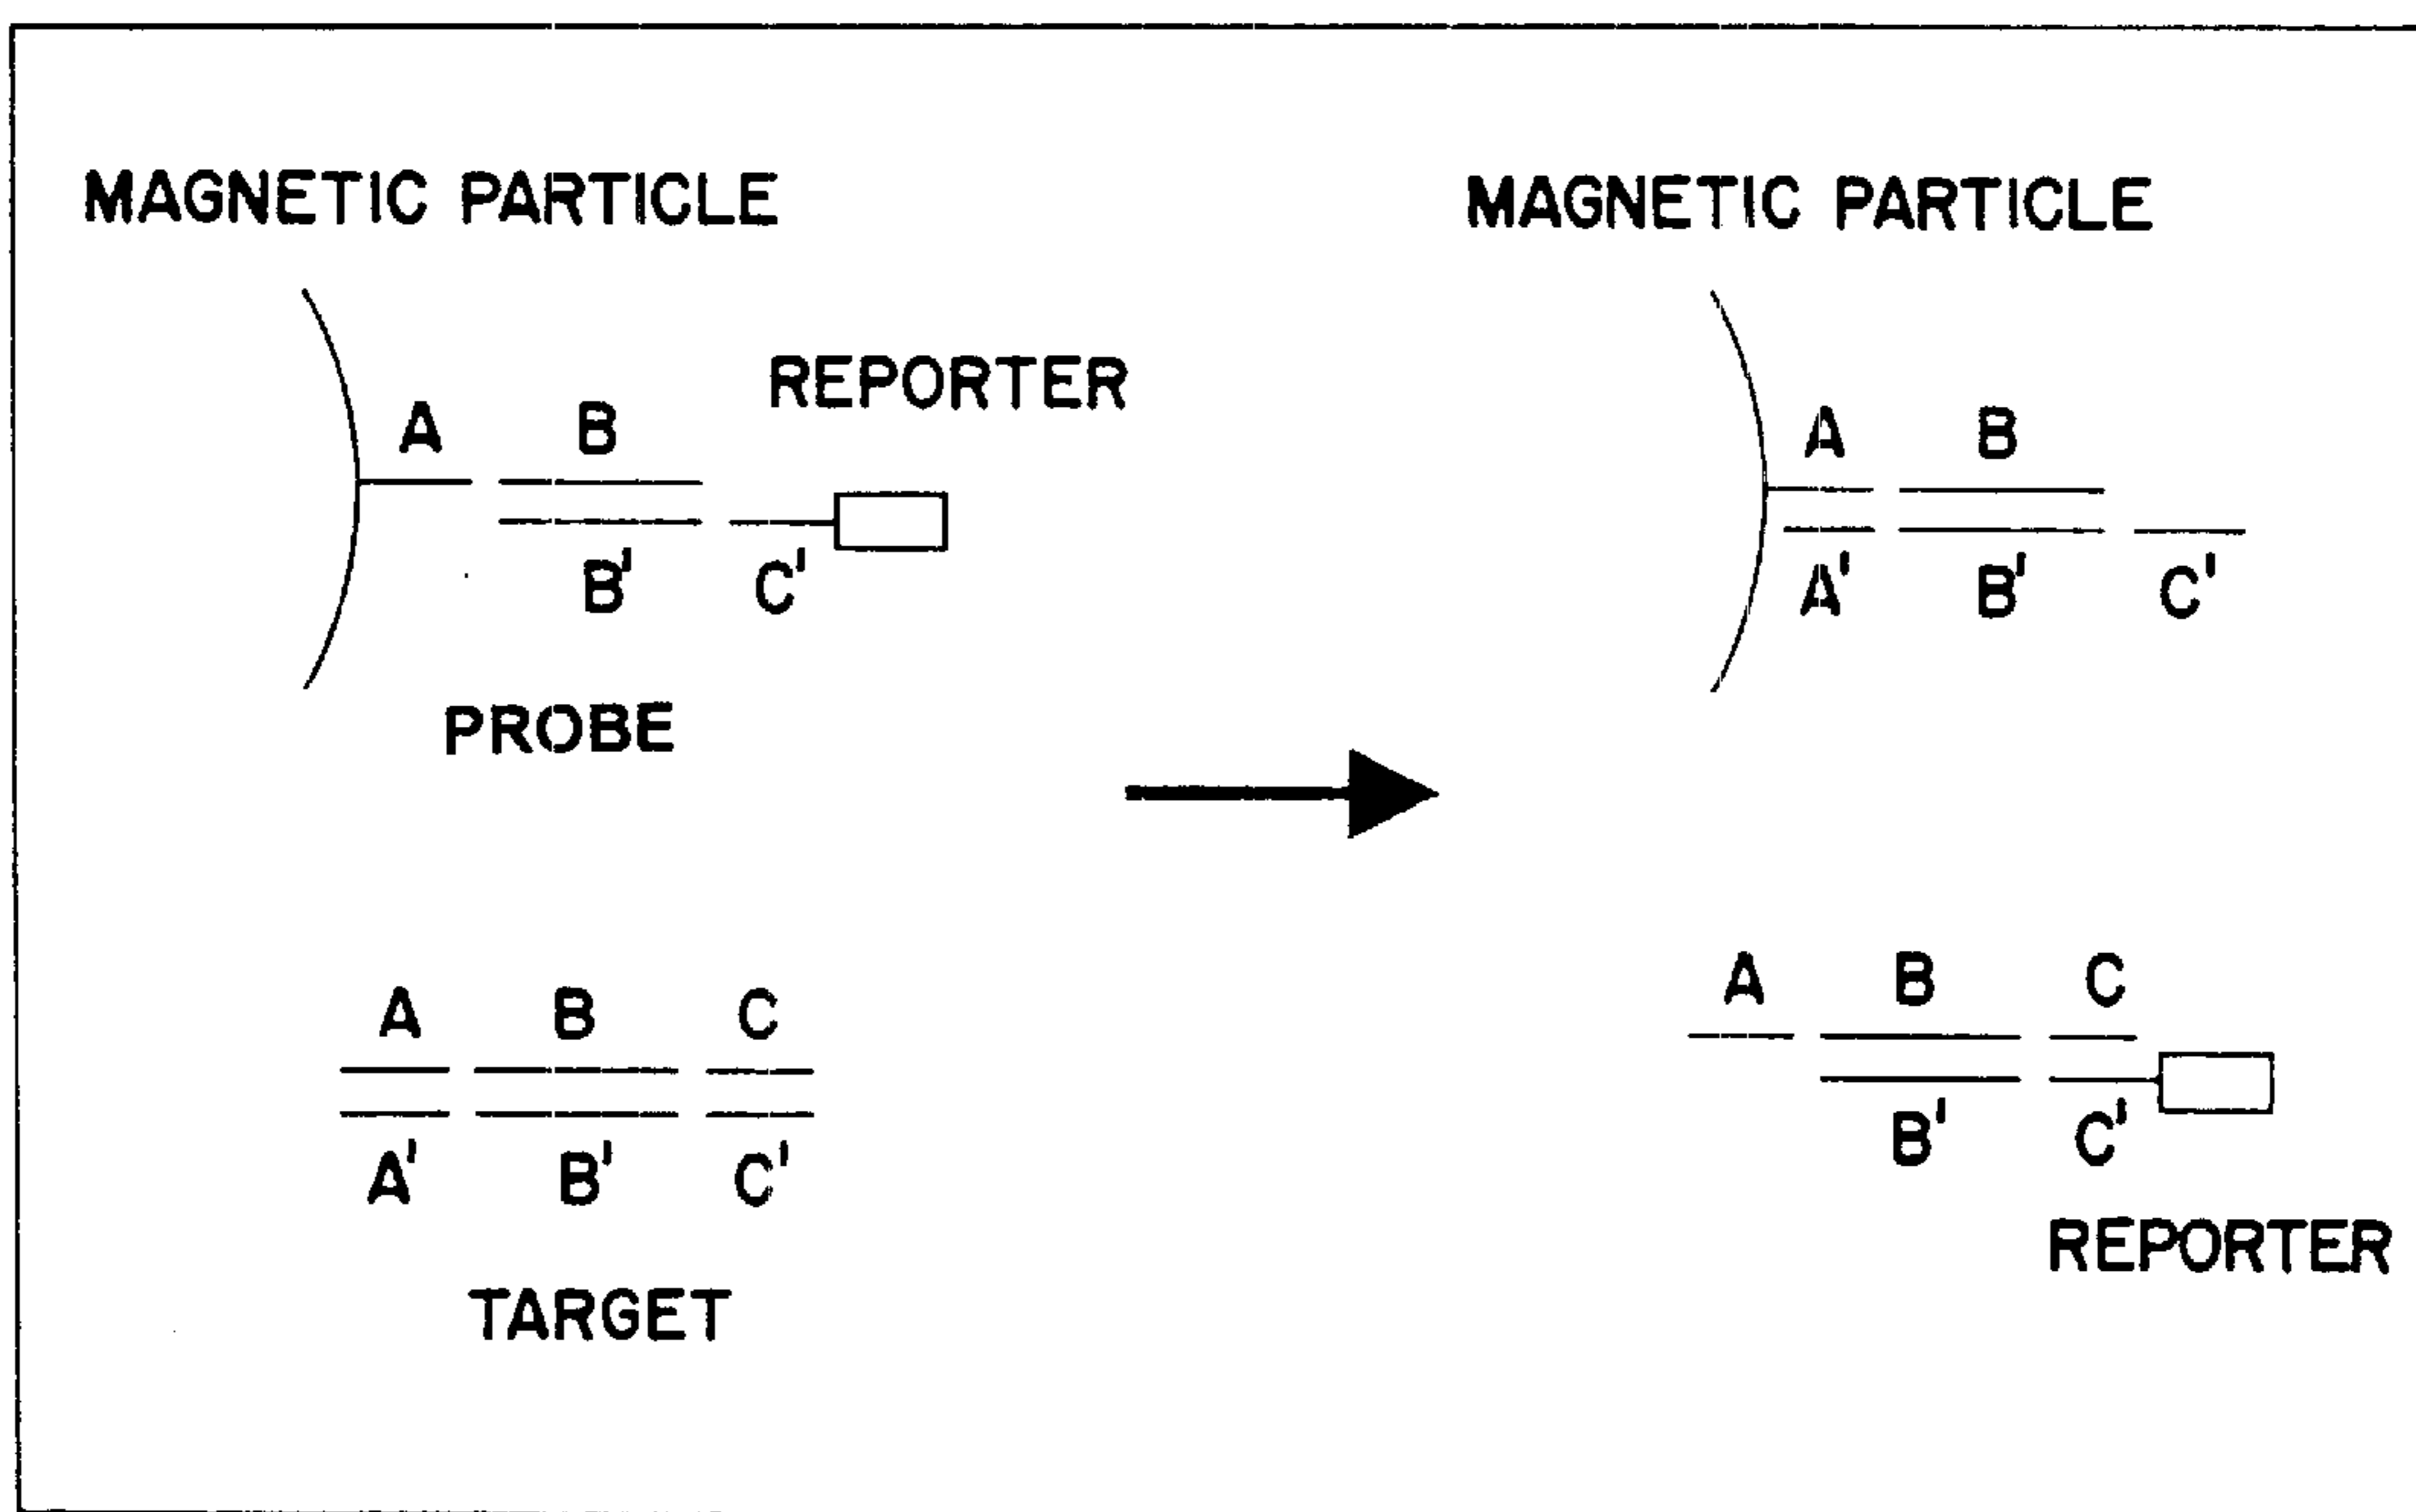 MAGNETIC PARTICLE
REPORTER
A B
B' C'
PROBE
A B C
A' B' C'
TARGET
MAGNETIC PARTICLE
A B
A' B' C'
A B C
B' C'
REPORTER